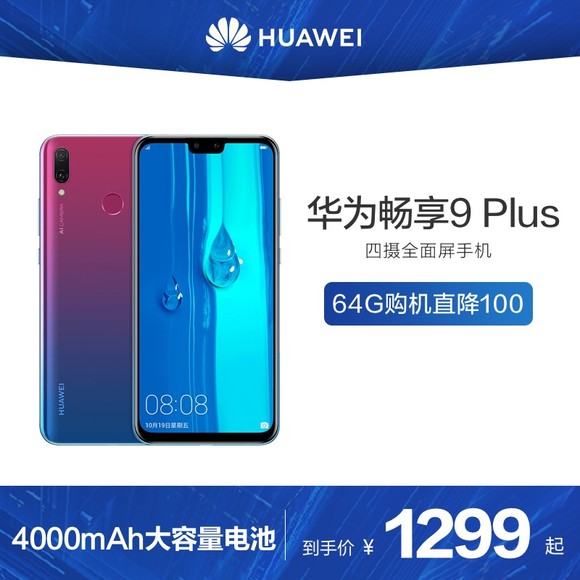 HUAWEI
AI CAMERA
HUAWEI
08:08
10月19日星期五
华为畅享9 Plus
四摄全面屏手机
64G购机直降100
4000mAh大容量电池
到手价 ¥ 1299 起